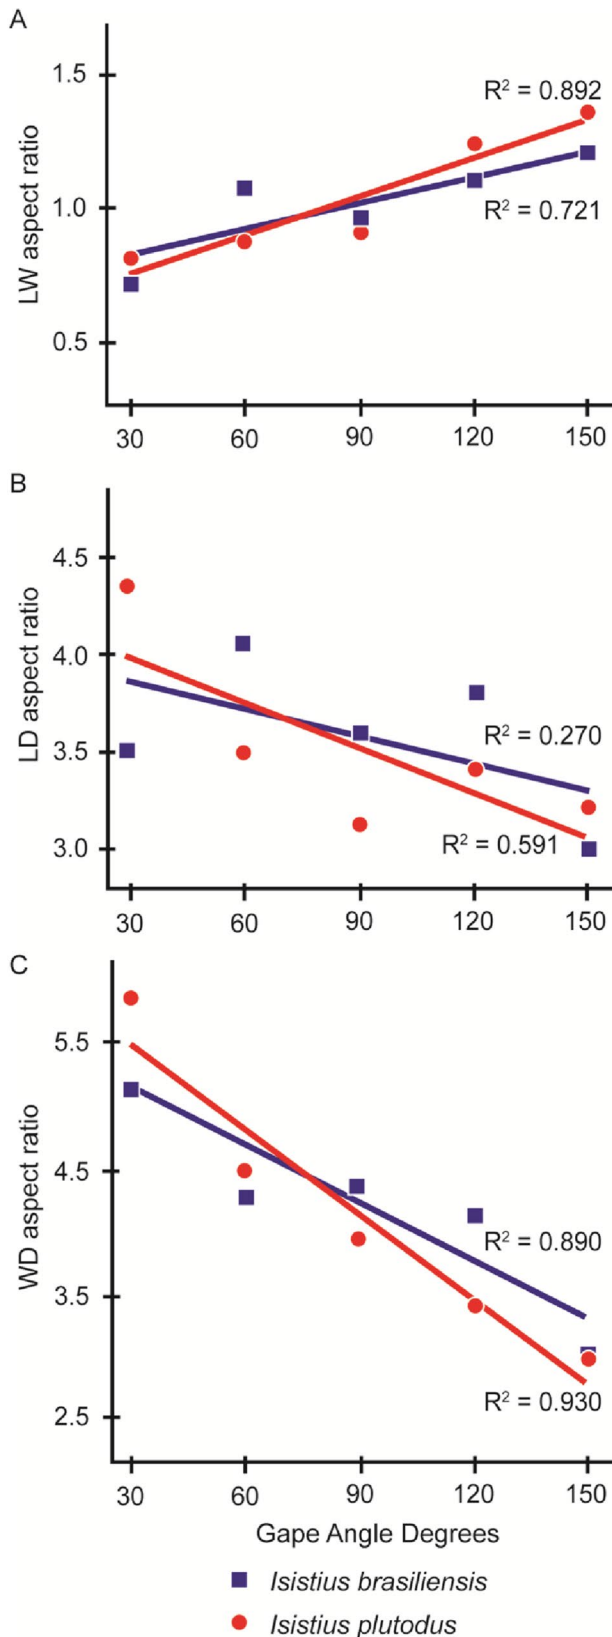 A
1.5
R² = 0.892
1.0
R² = 0.721
0.5
LW aspect ratio
30 60 90 120 150
B
4.5
4.0
3.5
R² = 0.270
3.0
R² = 0.591
LD aspect ratio
30 60 90 120 150
C
5.5
4.5
R² = 0.890
3.5
R² = 0.930
2.5
WD aspect ratio
30 60 90 120 150
Gape Angle Degrees
Isistius brasiliensis
Isistius plutodus